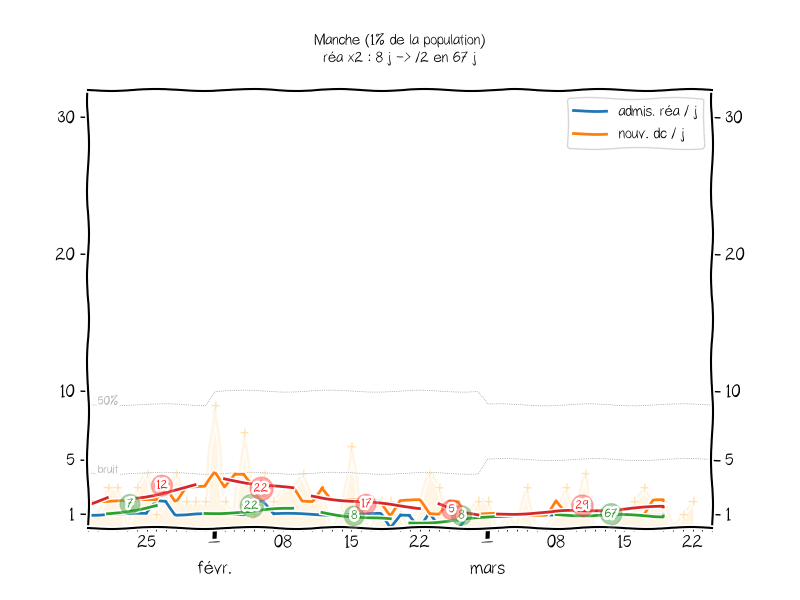 Manche (1% de la population)
réa x2 : 8 j -> /2 en 67 j
admis. réa / j
nouv. dc / j
30 30
20 20
10 10
50%
5 5
bruit
12 22 17 5 29
7 22 8 8 67
1 1
25 1 08 15 22 1 08 15 22
févr. mars